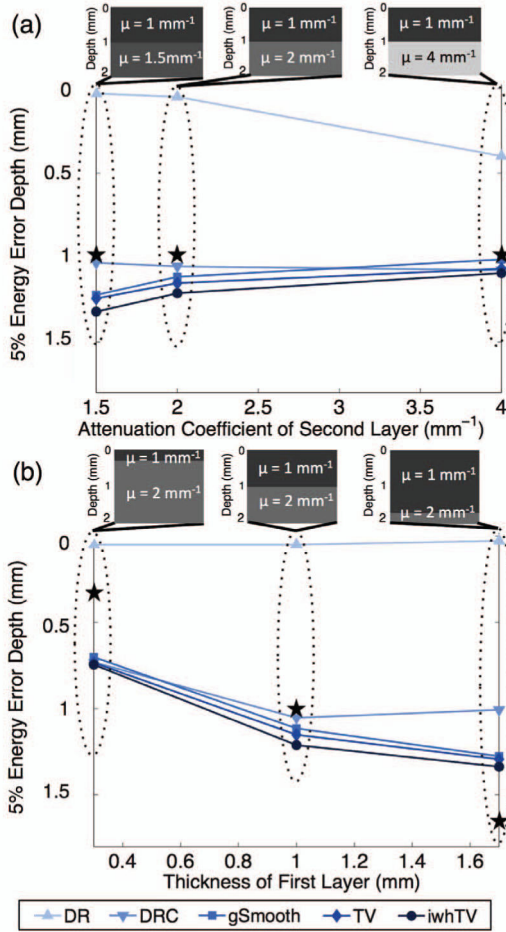 (a)
Depth (mm)
0
1
2
μ = 1 mm⁻¹
μ = 1.5mm⁻¹
Depth (mm)
0
1
2
μ = 1 mm⁻¹
μ = 2 mm⁻¹
Depth (mm)
0
1
2
μ = 1 mm⁻¹
μ = 4 mm⁻¹
5% Energy Error Depth (mm)
0
0.5
1
1.5
1.5 2 2.5 3 3.5 4
Attenuation Coefficient of Second Layer (mm⁻¹)
(b)
Depth (mm)
0
1
2
μ = 1 mm⁻¹
μ = 2 mm⁻¹
Depth (mm)
0
1
2
μ = 1 mm⁻¹
μ = 2 mm⁻¹
Depth (mm)
0
1
2
μ = 1 mm⁻¹
μ = 2 mm⁻¹
5% Energy Error Depth (mm)
0
0.5
1
1.5
0.4 0.6 0.8 1 1.2 1.4 1.6
Thickness of First Layer (mm)
DR DRC gSmooth TV iwhTV